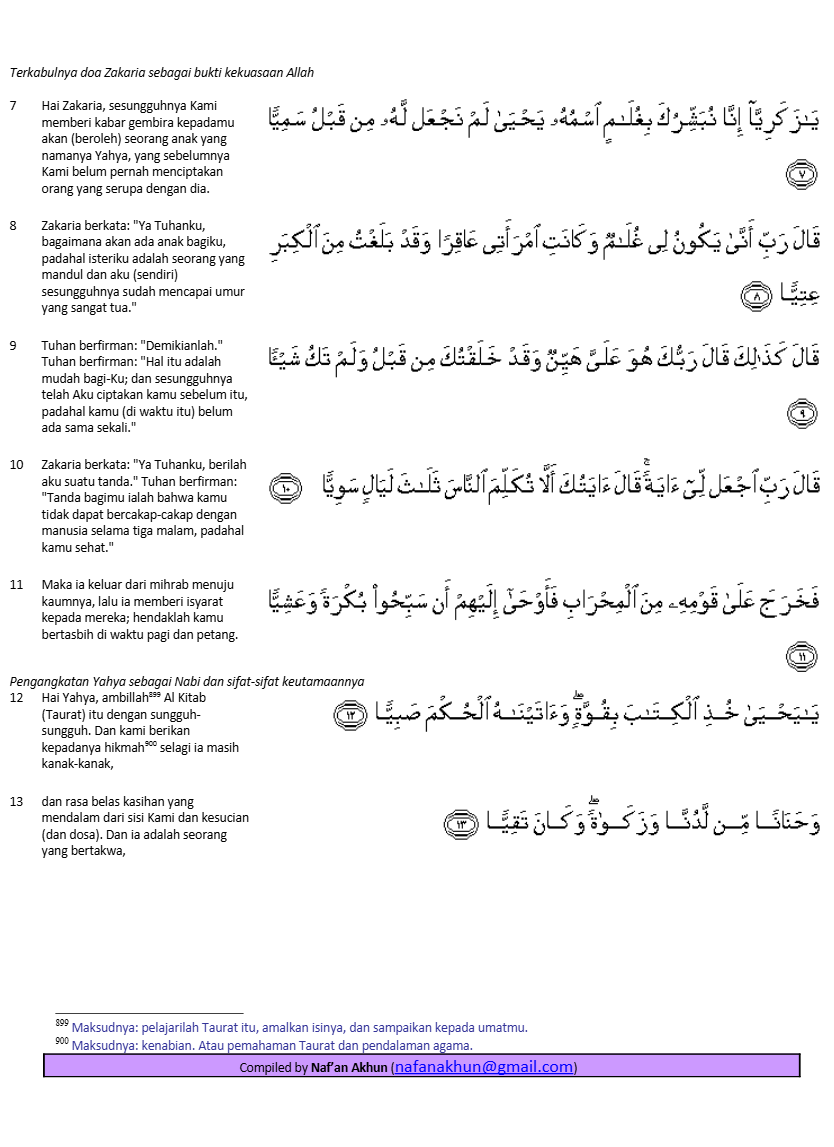 Terkabulnya doa Zakaria sebagai bukti kekuasaan Allah
7 Hai Zakaria, sesungguhnya Kami
memberi kabar gembira kepadamu
akan (beroleh) seorang anak yang
namanya Yahya, yang sebelumnya
Kami belum pernah menciptakan
orang yang serupa dengan dia.
يَـٰزَكَرِيَّآ إِنَّا نُبَشِّرُكَ بِغُلَـٰمٍ ٱسْمُهُۥ يَحْيَىٰ لَمْ نَجْعَل لَّهُۥ مِن قَبْلُ سَمِيًّا
٧
8 Zakaria berkata: "Ya Tuhanku,
bagaimana akan ada anak bagiku,
padahal isteriku adalah seorang yang
mandul dan aku (sendiri)
sesungguhnya sudah mencapai umur
yang sangat tua."
قَالَ رَبِّ أَنَّىٰ يَكُونُ لِى غُلَـٰمٌ وَكَانَتِ ٱمْرَأَتِى عَاقِرًا وَقَدْ بَلَغْتُ مِنَ ٱلْكِبَرِ
عِتِيًّا ٨
9 Tuhan berfirman: "Demikianlah."
Tuhan berfirman: "Hal itu adalah
mudah bagi-Ku; dan sesungguhnya
telah Aku ciptakan kamu sebelum itu,
padahal kamu (di waktu itu) belum
ada sama sekali."
قَالَ كَذَٰلِكَ قَالَ رَبُّكَ هُوَ عَلَىَّ هَيِّنٌ وَقَدْ خَلَقْتُكَ مِن قَبْلُ وَلَمْ تَكُ شَيْـًٔا
٩
10 Zakaria berkata: "Ya Tuhanku, berilah
aku suatu tanda." Tuhan berfirman:
"Tanda bagimu ialah bahwa kamu
tidak dapat bercakap-cakap dengan
manusia selama tiga malam, padahal
kamu sehat."
قَالَ رَبِّ ٱجْعَل لِّىٓ ءَايَةً ۚ قَالَ ءَايَتُكَ أَلَّا تُكَلِّمَ ٱلنَّاسَ ثَلَـٰثَ لَيَالٍ سَوِيًّا ١٠
11 Maka ia keluar dari mihrab menuju
kaumnya, lalu ia memberi isyarat
kepada mereka; hendaklah kamu
bertasbih di waktu pagi dan petang.
فَخَرَجَ عَلَىٰ قَوْمِهِۦ مِنَ ٱلْمِحْرَابِ فَأَوْحَىٰٓ إِلَيْهِمْ أَن سَبِّحُوا۟ بُكْرَةً وَعَشِيًّا
١١
Pengangkatan Yahya sebagai Nabi dan sifat-sifat keutamaannya
12 Hai Yahya, ambillah⁸⁹⁹ Al Kitab
(Taurat) itu dengan sungguh-
sungguh. Dan kami berikan
kepadanya hikmah⁹⁰⁰ selagi ia masih
kanak-kanak,
يَـٰيَحْيَىٰ خُذِ ٱلْكِتَـٰبَ بِقُوَّةٍ ۖ وَءَاتَيْنَـٰهُ ٱلْحُكْمَ صَبِيًّا ١٢
13 dan rasa belas kasihan yang
mendalam dari sisi Kami dan kesucian
(dan dosa). Dan ia adalah seorang
yang bertakwa,
وَحَنَانًا مِّن لَّدُنَّا وَزَكَوٰةً ۖ وَكَانَ تَقِيًّا ١٣
⁸⁹⁹ Maksudnya: pelajarilah Taurat itu, amalkan isinya, dan sampaikan kepada umatmu.
⁹⁰⁰ Maksudnya: kenabian. Atau pemahaman Taurat dan pendalaman agama.
Compiled by Naf'an Akhun (nafanakhun@gmail.com)